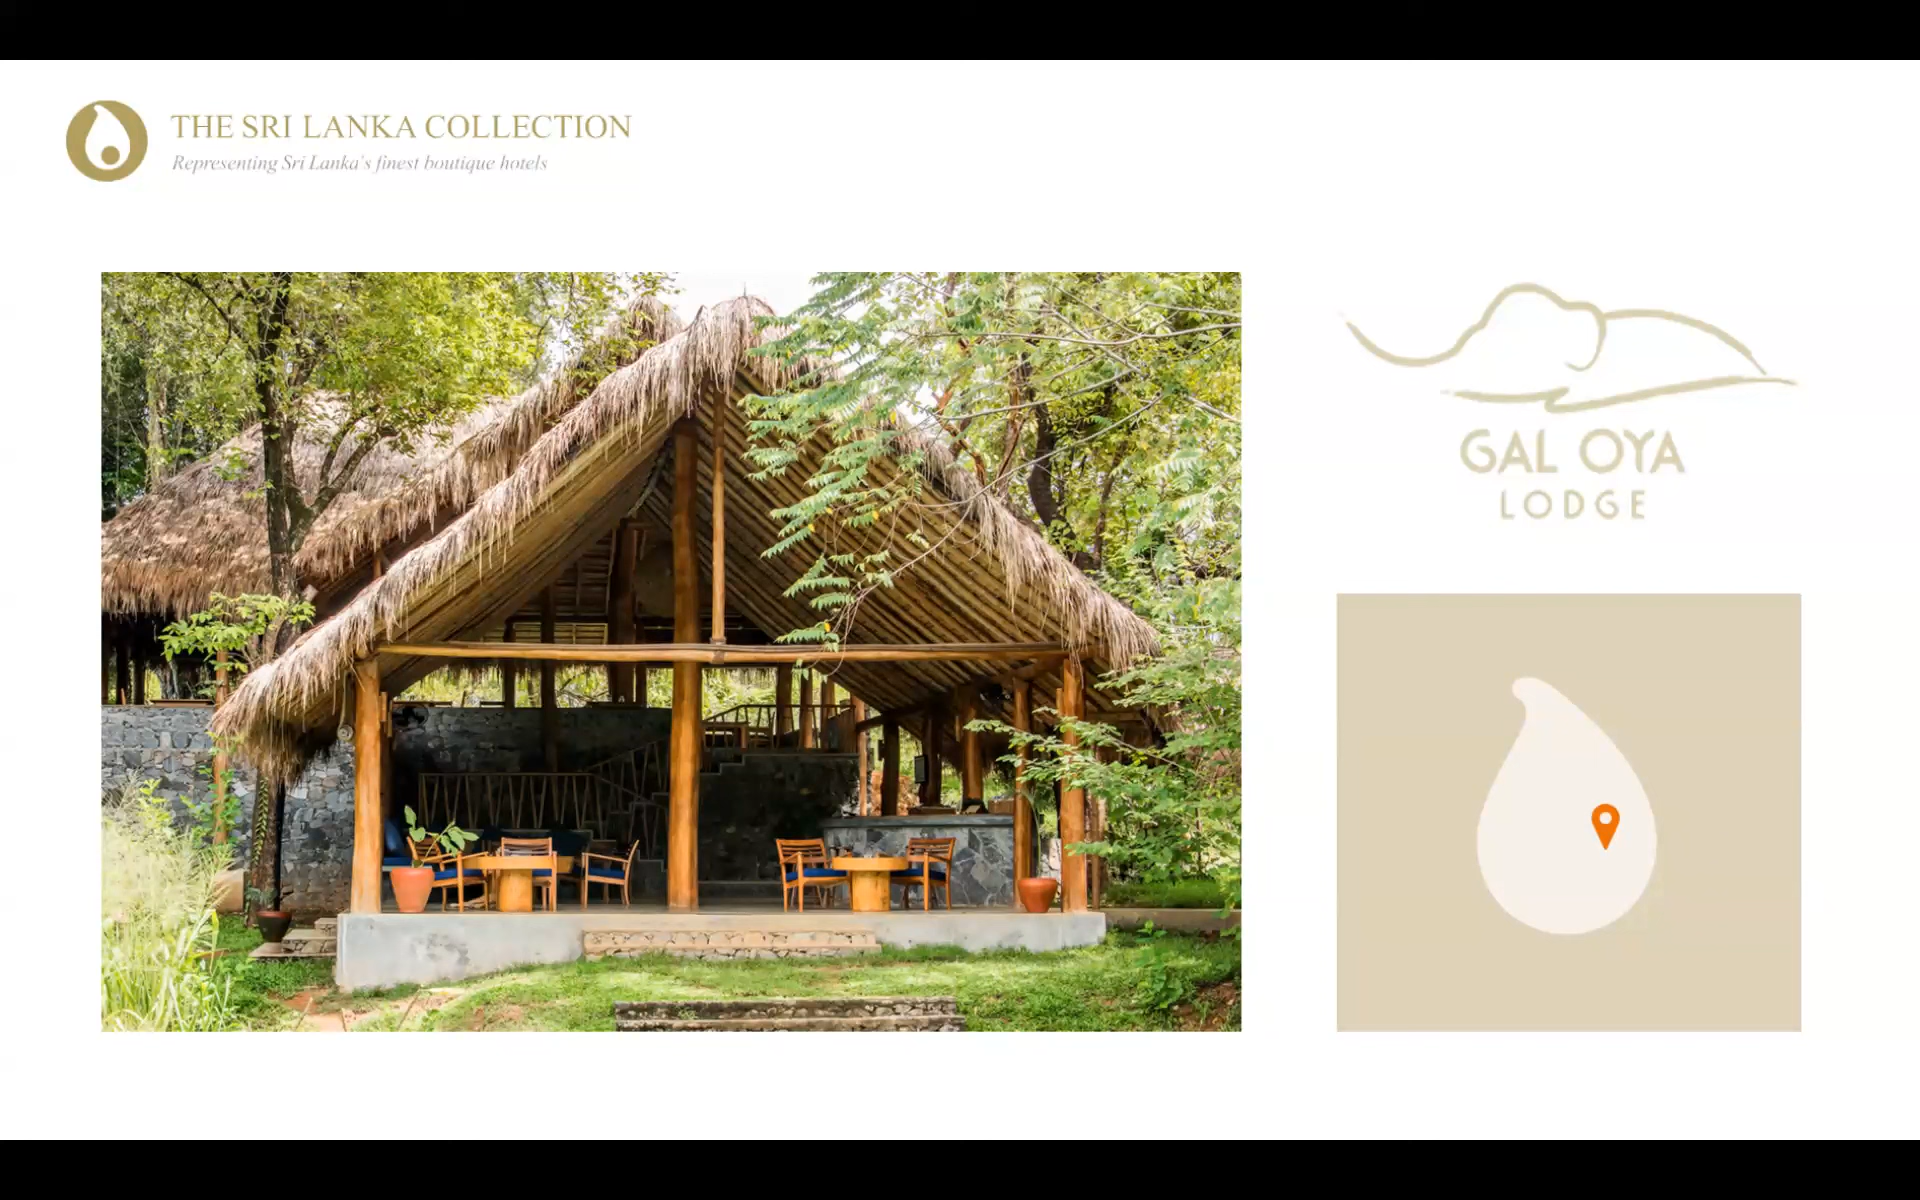 THE SRI LANKA COLLECTION
Representing Sri Lanka's finest boutique hotels
GAL OYA
LODGE